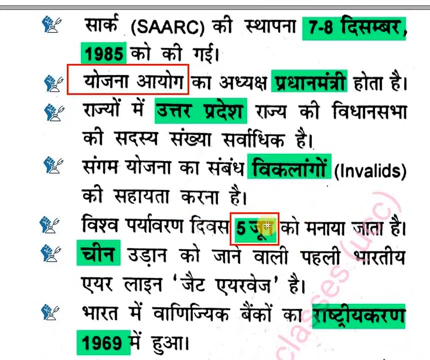 सार्क (SAARC) की स्थापना 7-8 दिसम्बर,
1985 को की गई।
योजना आयोग का अध्यक्ष प्रधानमंत्री होता है।
राज्यों में उत्तर प्रदेश राज्य की विधानसभा
की सदस्य संख्या सर्वाधिक है।
संगम योजना का संबंध विकलांगों (Invalids)
की सहायता करना है।
विश्व पर्यावरण दिवस 5 जून को मनाया जाता है।
चीन उड़ान को जाने वाली पहली भारतीय
एयर लाइन 'जैट एयरवेज' है।
भारत में वाणिज्यिक बैंकों का राष्ट्रीयकरण
1969 में हुआ।
classes (ucc)